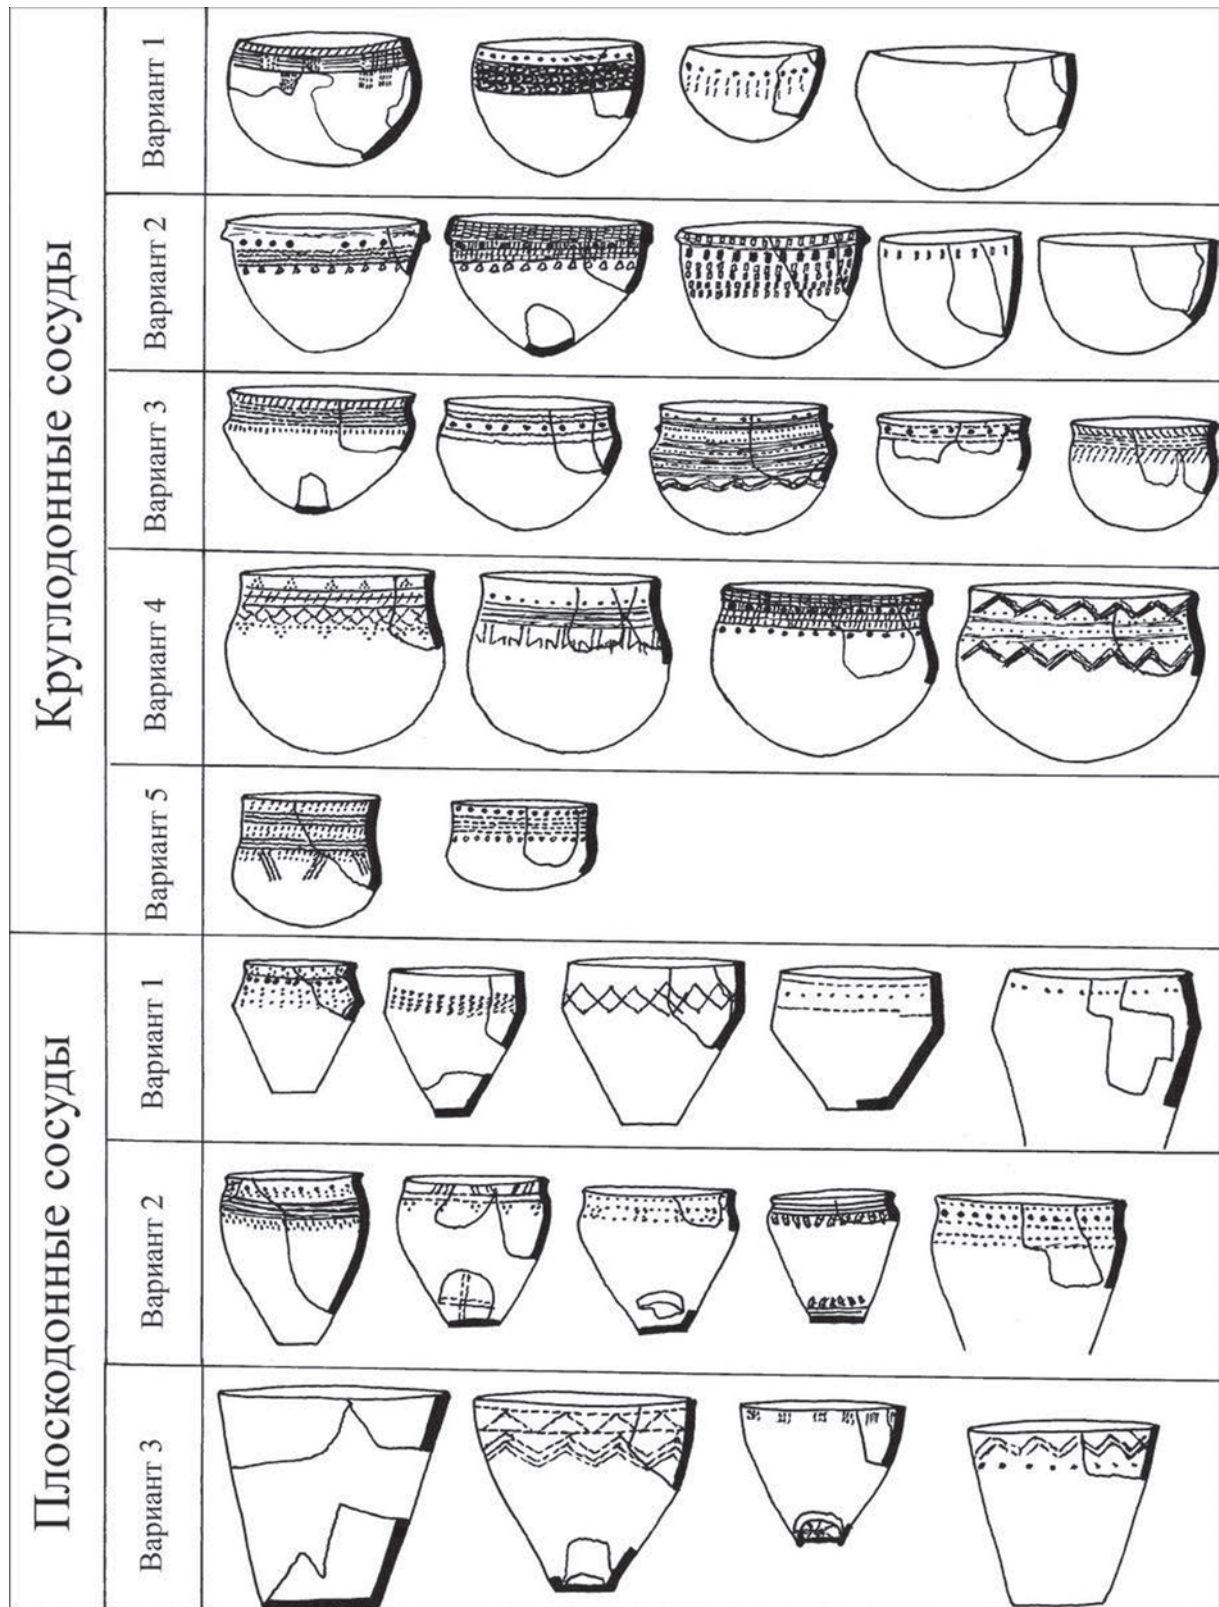 Круглодонные сосуды
Вариант 1
Вариант 2
Вариант 3
Вариант 4
Вариант 5
Плоскодонные сосуды
Вариант 1
Вариант 2
Вариант 3